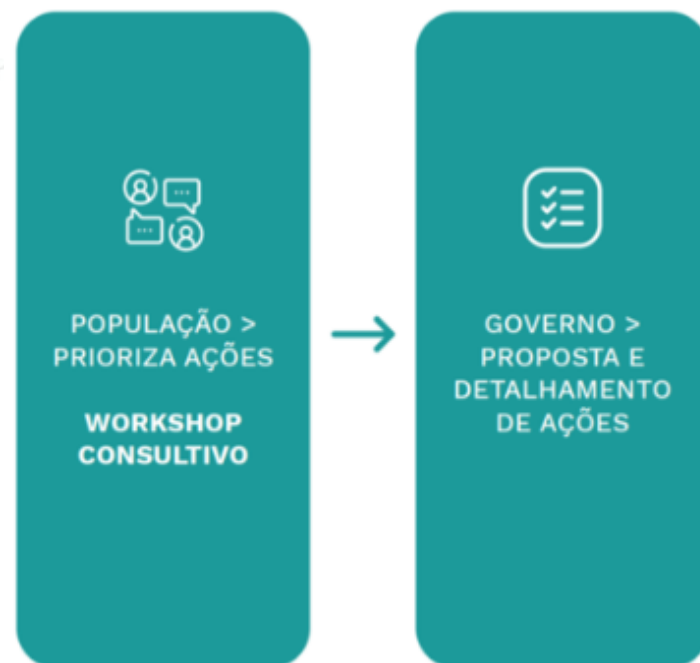 POPULAÇÃO >
PRIORIZA AÇÕES
WORKSHOP
CONSULTIVO
GOVERNO >
PROPOSTA E
DETALHAMENTO
DE AÇÕES